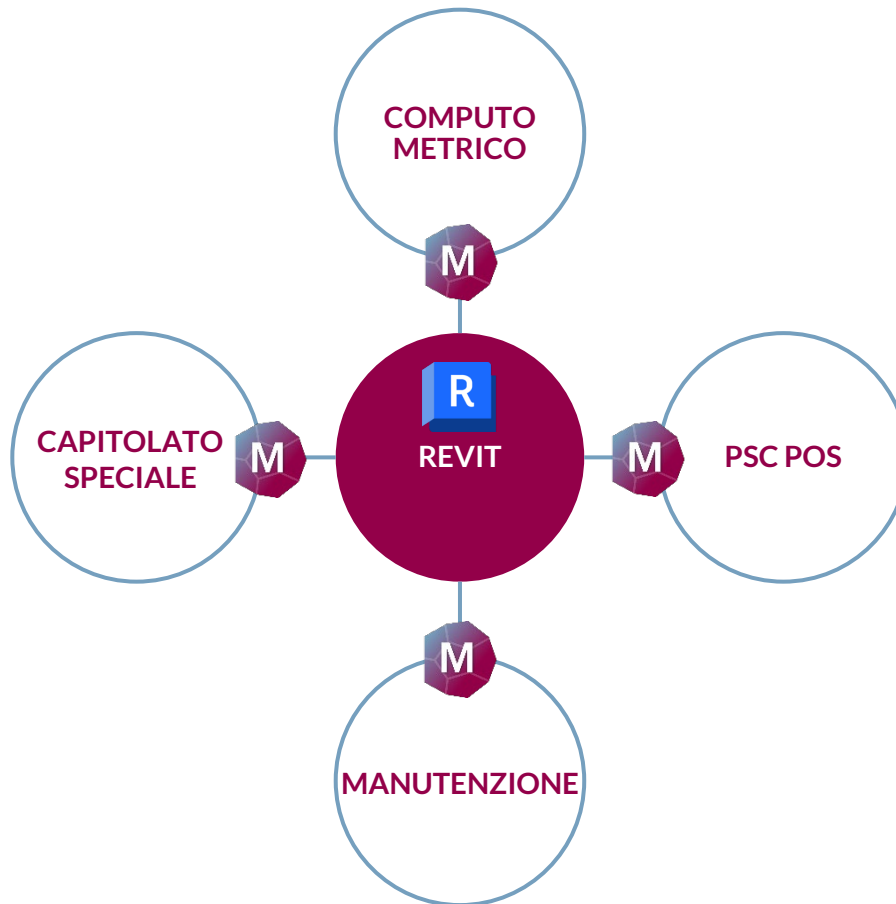 COMPUTO
METRICO
M
R
CAPITOLATO
SPECIALE
M
REVIT
M
PSC POS
M
MANUTENZIONE